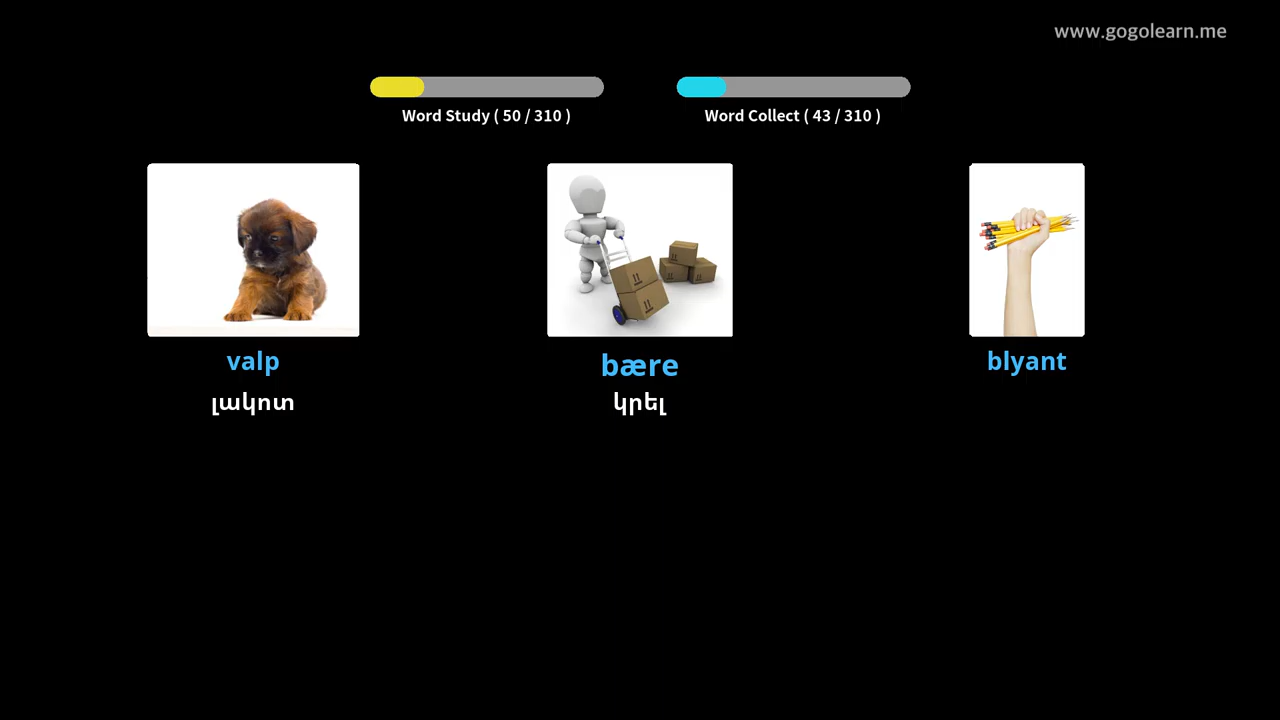 www.gogolearn.me
Word Study ( 50 / 310 )
Word Collect ( 43 / 310 )
valp
bære
blyant
լակոտ
կրել